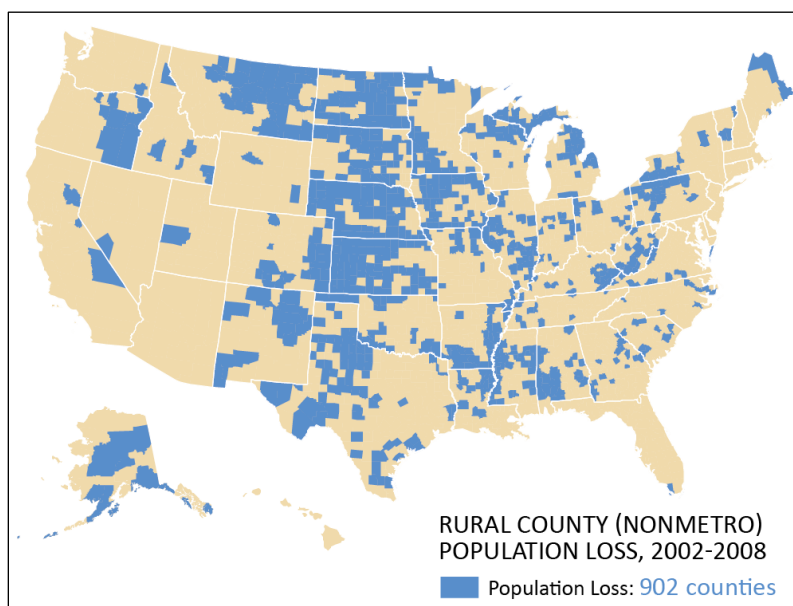 RURAL COUNTY (NONMETRO)
POPULATION LOSS, 2002-2008
Population Loss: 902 counties